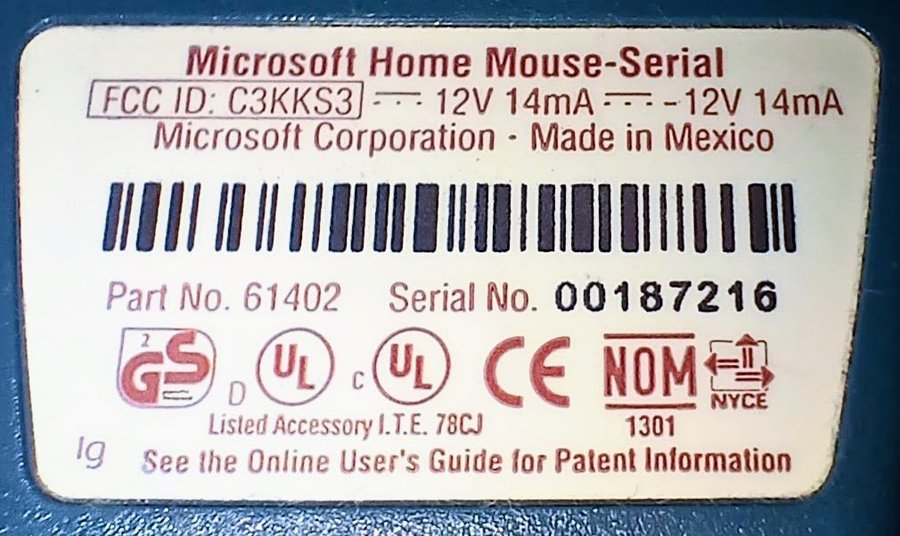 Microsoft Home Mouse-Serial
FCC ID: C3KKS3 12V 14mA -12V 14mA
Microsoft Corporation · Made in Mexico
Part No. 61402 Serial No. 00187216
2 GS D UL C UL CE NOM NYCE
Listed Accessory I.T.E. 78CJ 1301
lg See the Online User's Guide for Patent Information